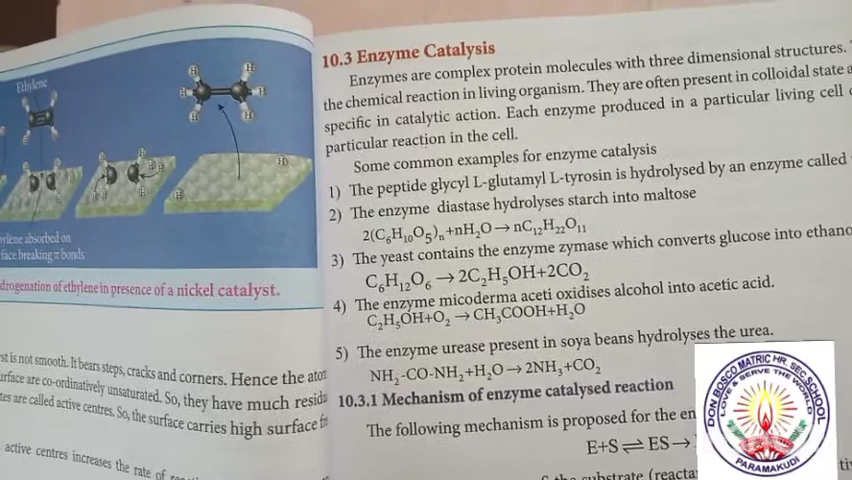 Ethylene
H
H
H
H
H
H
H
H
absorbed on
face breaking π bonds
drogenation of ethylene in presence of a nickel catalyst.
st is not smooth. It bears steps, cracks and corners. Hence the
are co-ordinatively unsaturated. So, they have much
are called active centres. So, the surface carries high surface
active centres increases the rate of
10.3 Enzyme Catalysis
Enzymes are complex protein molecules with three dimensional structures.
the chemical reaction in living organism. They are often present in colloidal state
specific in catalytic action. Each enzyme produced in a particular living cell
particular reaction in the cell.
Some common examples for enzyme catalysis
1) The peptide glycyl L-glutamyl L-tyrosin is hydrolysed by an enzyme called
2) The enzyme diastase hydrolyses starch into maltose
2(C₆H₁₀O₅)ₙ+nH₂O→nC₁₂H₂₂O₁₁
3) The yeast contains the enzyme zymase which converts glucose into
C₆H₁₂O₆→2C₂H₅OH+2CO₂
4) The enzyme micoderma aceti oxidises alcohol into acetic acid.
C₂H₅OH+O₂→CH₃COOH+H₂O
5) The enzyme urease present in soya beans hydrolyses the urea.
NH₂-CO-NH₂+H₂O→2NH₃+CO₂
10.3.1 Mechanism of enzyme catalysed reaction
The following mechanism is proposed for the
E+S⇌ES→
the substrate
DON BOSCO MATRIC HR. SEC. SCHOOL
LOVE & SERVE THE WORLD
PARAMAKUDI